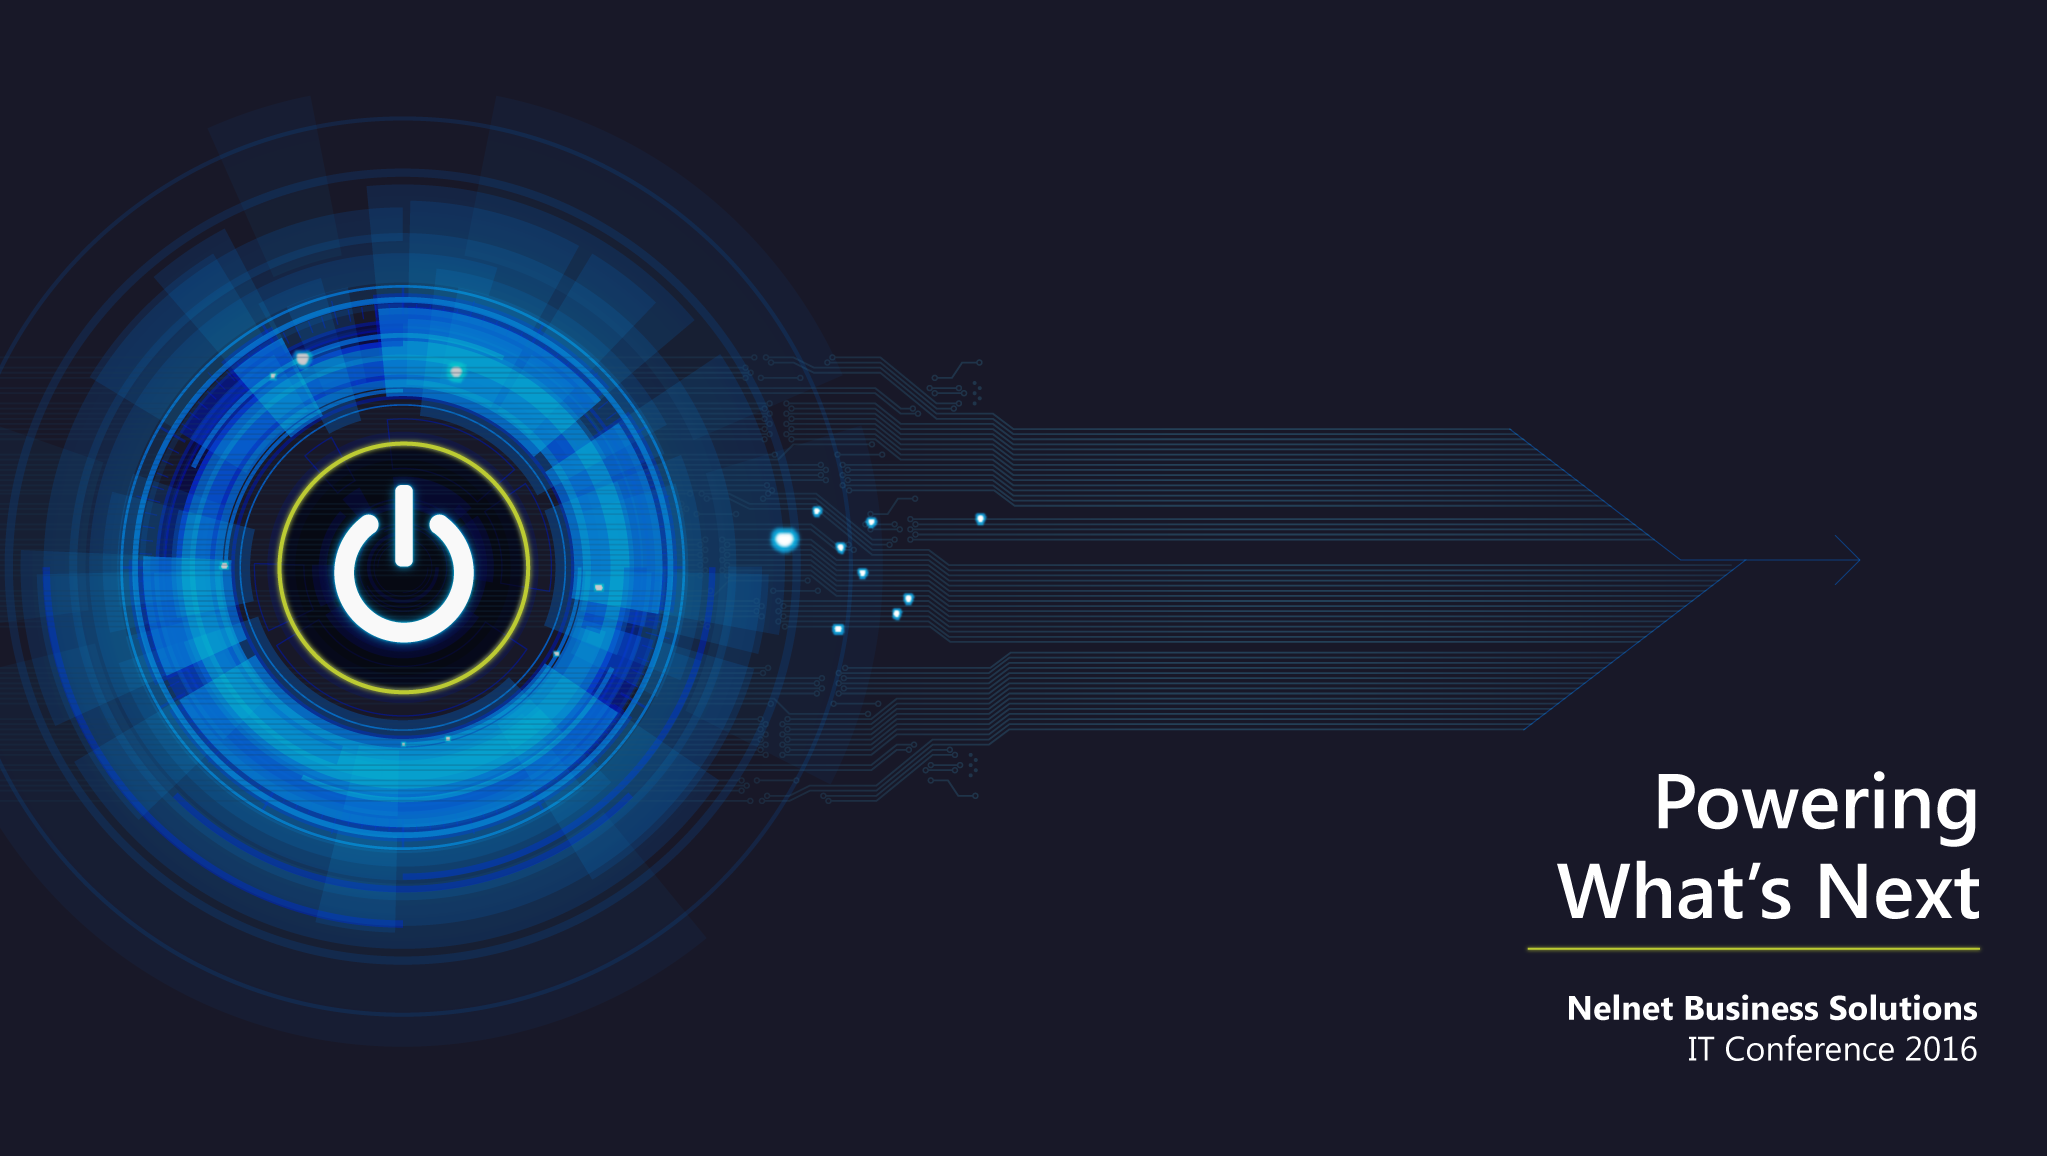 Powering
What’s Next
Nelnet Business Solutions
IT Conference 2016